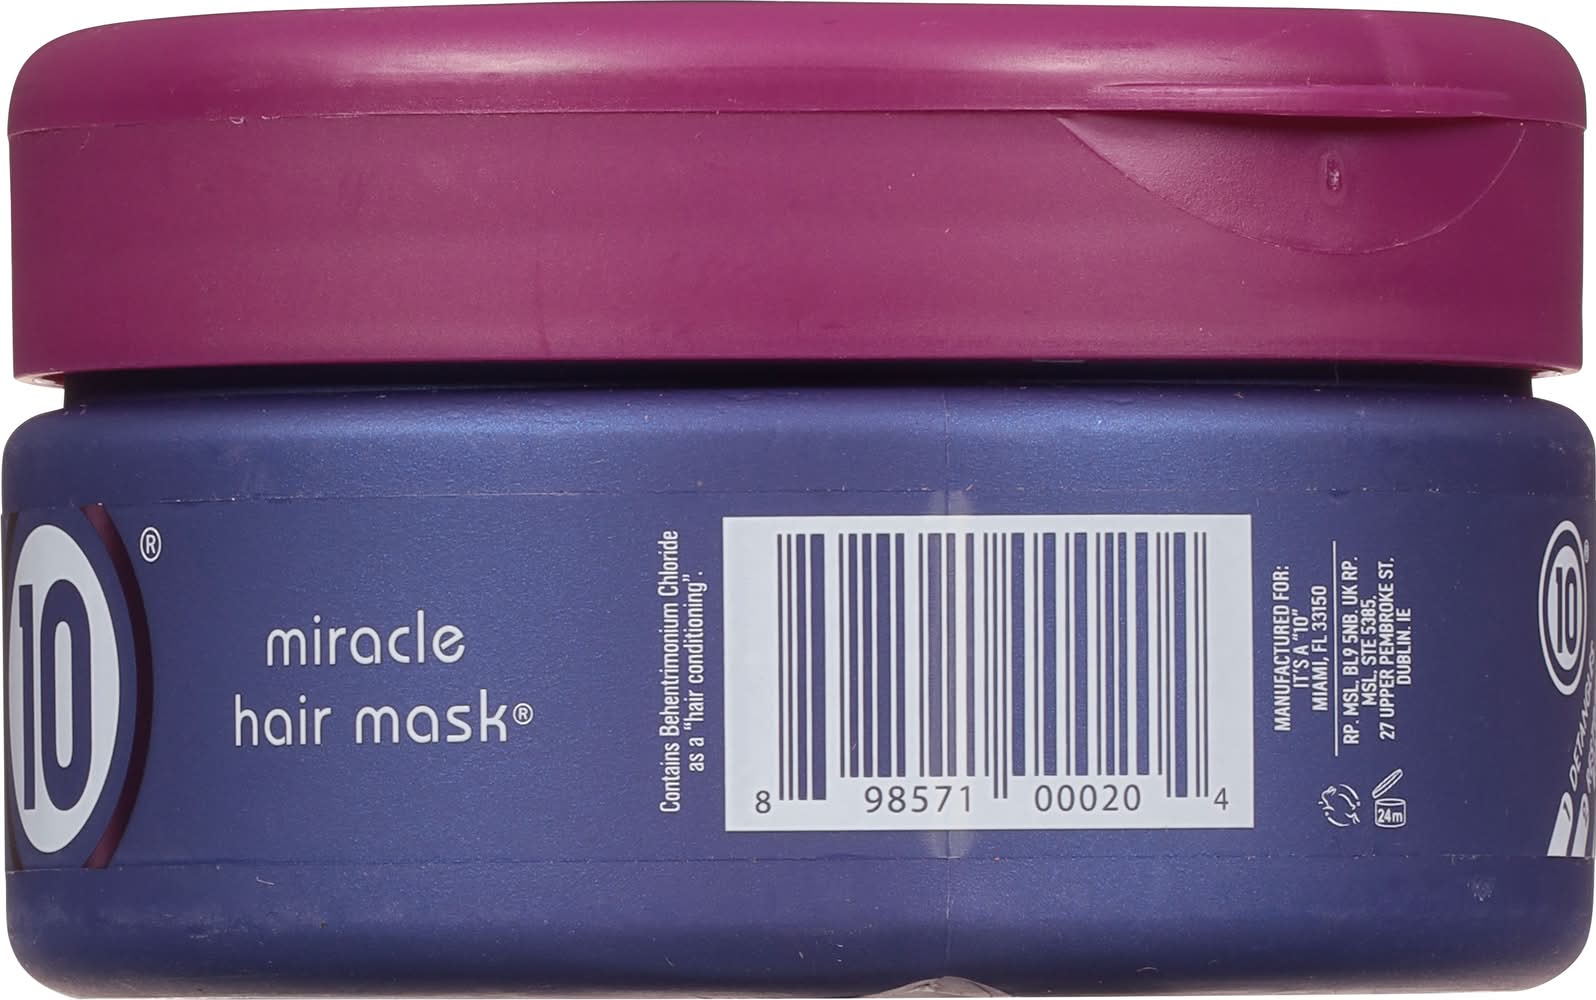 10
®
miracle
hair mask®
Contains Behentrimonium Chloride
as a "hair conditioning".
8 98571 00020 4
MANUFACTURED FOR:
IT'S A "10"
MIAMI, FL 33150
RP. MSL. BL9 5NB. UK RP.
MSL. STE 5385.
27 UPPER PEMBROKE ST.
DUBLIN. IE
24m
10
®